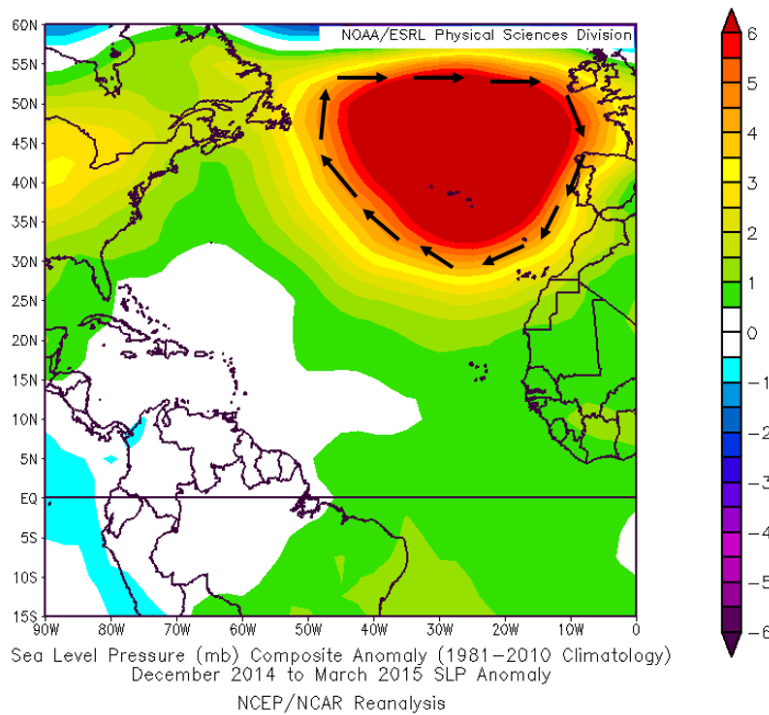 NOAA/ESRL Physical Sciences Division
60N
55N
50N
45N
40N
35N
30N
25N
20N
15N
10N
5N
EQ
5S
10S
15S
90W 80W 70W 60W 50W 40W 30W 20W 10W 0
6
5
4
3
2
1
0
-1
-2
-3
-4
-5
-6
Sea Level Pressure (mb) Composite Anomaly (1981-2010 Climatology)
December 2014 to March 2015 SLP Anomaly
NCEP/NCAR Reanalysis